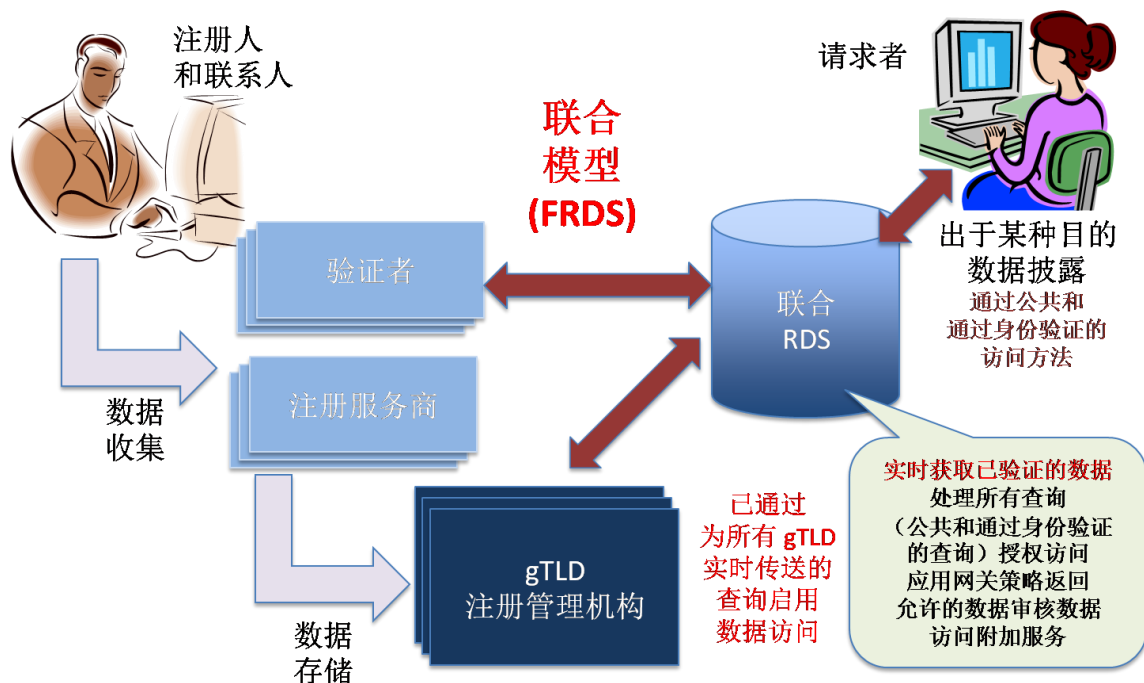 注册人
和联系人
请求者
联合
模型
(FRDS)
验证者
联合
RDS
出于某种目的
数据披露
通过公共和
通过身份验证的
访问方法
注册服务商
数据
收集
实时获取已验证的数据
处理所有查询
（公共和通过身份验证
的查询）授权访问
应用网关策略返回
允许的数据审核数据
访问附加服务
已通过
为所有 gTLD
实时传送的
查询启用
数据访问
gTLD
注册管理机构
数据
存储